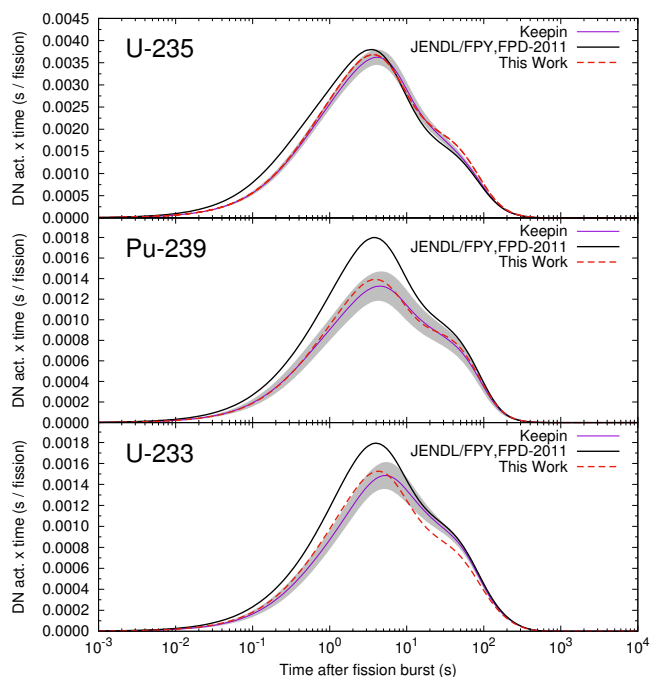 U-235
Keepin
JENDL/FPY,FPD-2011
This Work
DN act. x time (s / fission)
0.0045
0.0040
0.0035
0.0030
0.0025
0.0020
0.0015
0.0010
0.0005
0.0000
Pu-239
Keepin
JENDL/FPY,FPD-2011
This Work
DN act. x time (s / fission)
0.0018
0.0016
0.0014
0.0012
0.0010
0.0008
0.0006
0.0004
0.0002
0.0000
U-233
Keepin
JENDL/FPY,FPD-2011
This Work
DN act. x time (s / fission)
0.0018
0.0016
0.0014
0.0012
0.0010
0.0008
0.0006
0.0004
0.0002
0.0000
10⁻³ 10⁻² 10⁻¹ 10⁰ 10¹ 10² 10³ 10⁴
Time after fission burst (s)